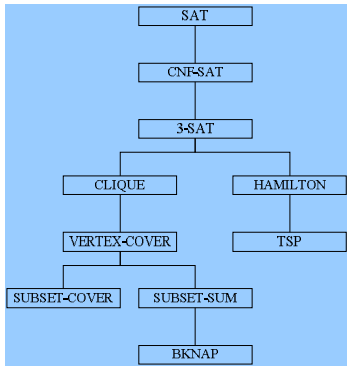 SAT
CNF-SAT
3-SAT
CLIQUE
HAMILTON
VERTEX-COVER
TSP
SUBSET-COVER
SUBSET-SUM
BKNAP